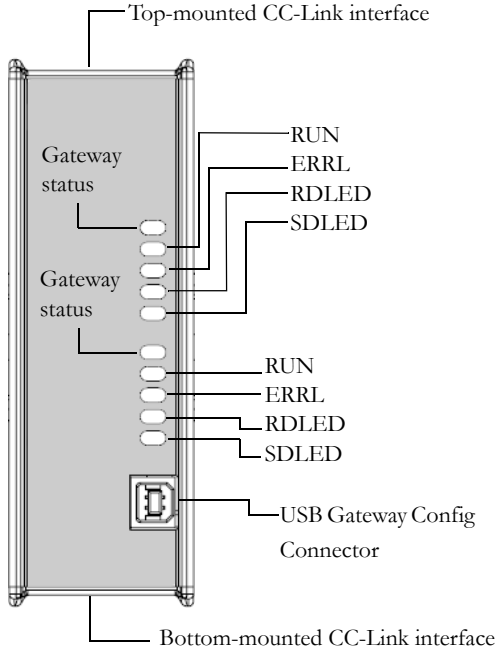 Top-mounted CC-Link interface
RUN
ERRL
RDLED
SDLED
Gateway
status
Gateway
status
RUN
ERRL
RDLED
SDLED
USB Gateway Config
Connector
Bottom-mounted CC-Link interface